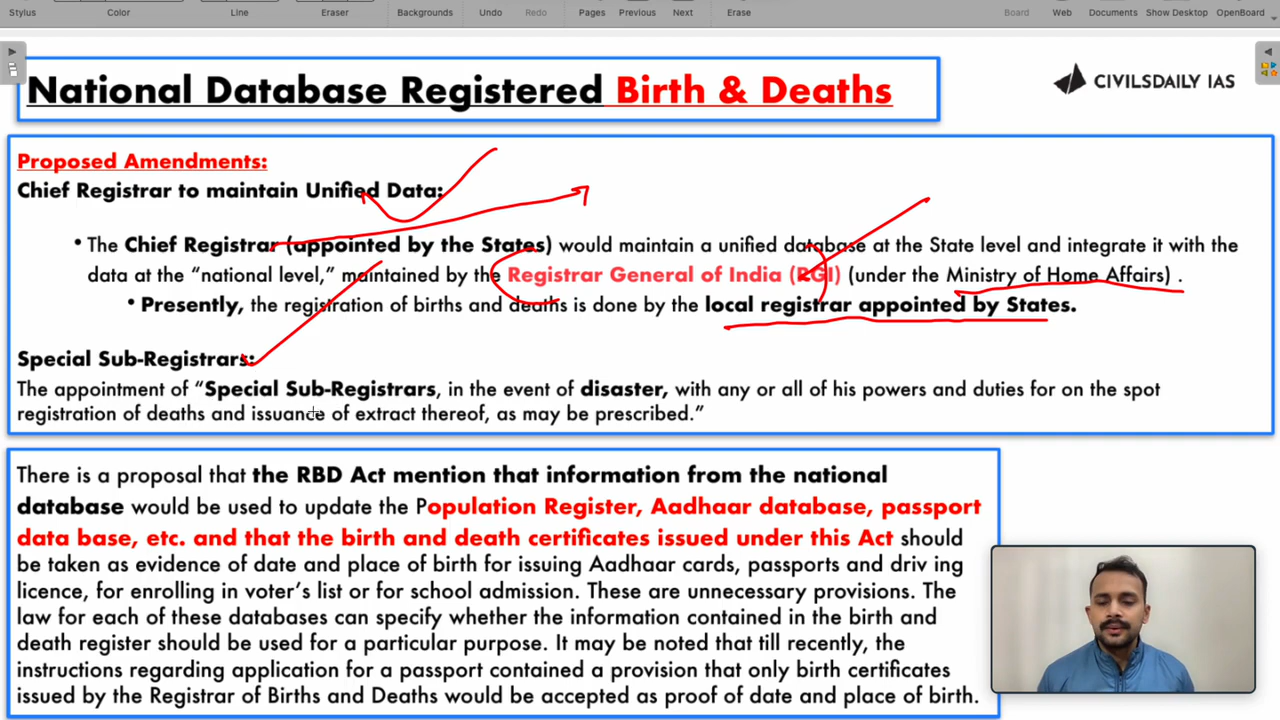 Stylus Color Line Eraser Backgrounds Undo Redo Pages Previous Next Erase Board Web Documents Show Desktop OpenBoard
National Database Registered Birth & Deaths
CIVILSDAILY IAS
Proposed Amendments:
Chief Registrar to maintain Unified Data:
• The Chief Registrar (appointed by the States) would maintain a unified database at the State level and integrate it with the
data at the “national level,” maintained by the Registrar General of India (RGI) (under the Ministry of Home Affairs) .
• Presently, the registration of births and deaths is done by the local registrar appointed by States.
Special Sub-Registrars:
The appointment of “Special Sub-Registrars, in the event of disaster, with any or all of his powers and duties for on the spot
registration of deaths and issuance of extract thereof, as may be prescribed.”
There is a proposal that the RBD Act mention that information from the national
database would be used to update the Population Register, Aadhaar database, passport
data base, etc. and that the birth and death certificates issued under this Act should
be taken as evidence of date and place of birth for issuing Aadhaar cards, passports and driv ing
licence, for enrolling in voter’s list or for school admission. These are unnecessary provisions. The
law for each of these databases can specify whether the information contained in the birth and
death register should be used for a particular purpose. It may be noted that till recently, the
instructions regarding application for a passport contained a provision that only birth certificates
issued by the Registrar of Births and Deaths would be accepted as proof of date and place of birth.